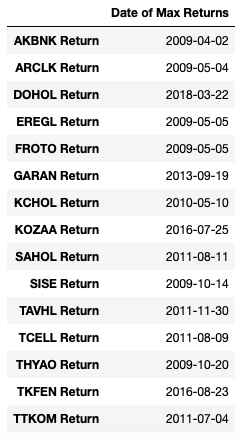 Date of Max Returns
AKBNK Return 2009-04-02
ARCLK Return 2009-05-04
DOHOL Return 2018-03-22
EREGL Return 2009-05-05
FROTO Return 2009-05-05
GARAN Return 2013-09-19
KCHOL Return 2010-05-10
KOZAA Return 2016-07-25
SAHOL Return 2011-08-11
SISE Return 2009-10-14
TAVHL Return 2011-11-30
TCELL Return 2011-08-09
THYAO Return 2009-10-20
TKFEN Return 2016-08-23
TTKOM Return 2011-07-04